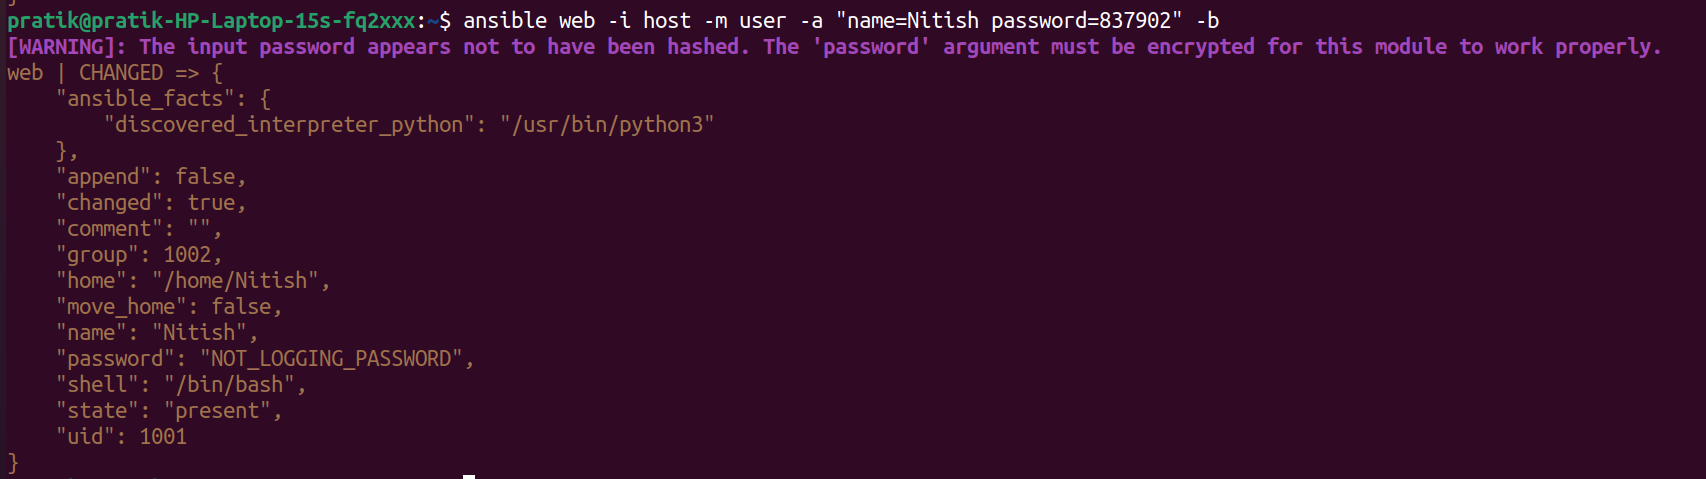 pratik@pratik-HP-Laptop-15s-fq2xxx:~$ ansible web -i host -m user -a "name=Nitish password=837902" -b
[WARNING]: The input password appears not to have been hashed. The 'password' argument must be encrypted for this module to work properly.
web | CHANGED => {
    "ansible_facts": {
        "discovered_interpreter_python": "/usr/bin/python3"
    },
    "append": false,
    "changed": true,
    "comment": "",
    "group": 1002,
    "home": "/home/Nitish",
    "move_home": false,
    "name": "Nitish",
    "password": "NOT_LOGGING_PASSWORD",
    "shell": "/bin/bash",
    "state": "present",
    "uid": 1001
}